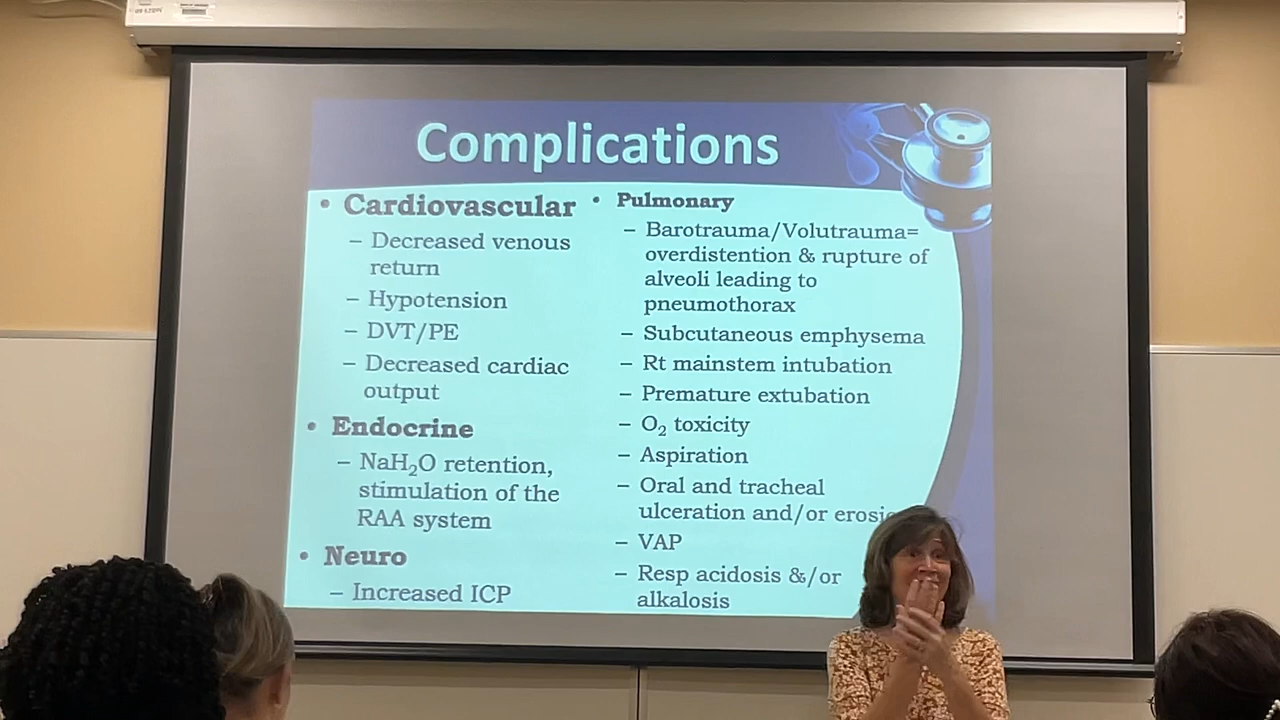 Complications
• Cardiovascular
– Decreased venous
return
– Hypotension
– DVT/PE
– Decreased cardiac
output
• Endocrine
– NaH₂O retention,
stimulation of the
RAA system
• Neuro
– Increased ICP
• Pulmonary
– Barotrauma/Volutrauma=
overdistention & rupture of
alveoli leading to
pneumothorax
– Subcutaneous emphysema
– Rt mainstem intubation
– Premature extubation
– O₂ toxicity
– Aspiration
– Oral and tracheal
ulceration and/or
– VAP
– Resp acidosis &/or
alkalosis